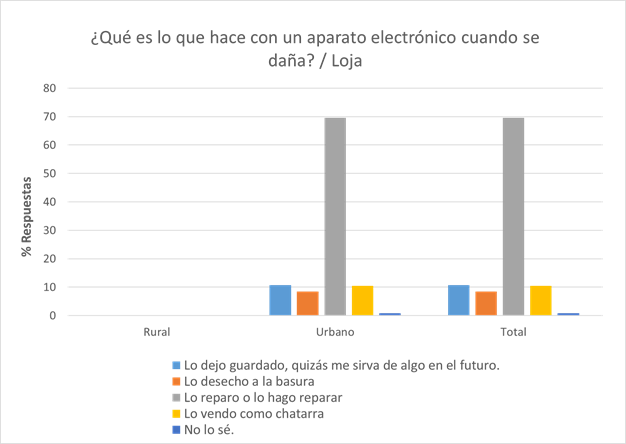 ¿Qué es lo que hace con un aparato electrónico cuando se
daña? / Loja
80
70
60
50
40
30
20
10
0
% Respuestas
Rural
Urbano
Total
Lo dejo guardado, quizás me sirva de algo en el futuro.
Lo desecho a la basura
Lo reparo o lo hago reparar
Lo vendo como chatarra
No lo sé.